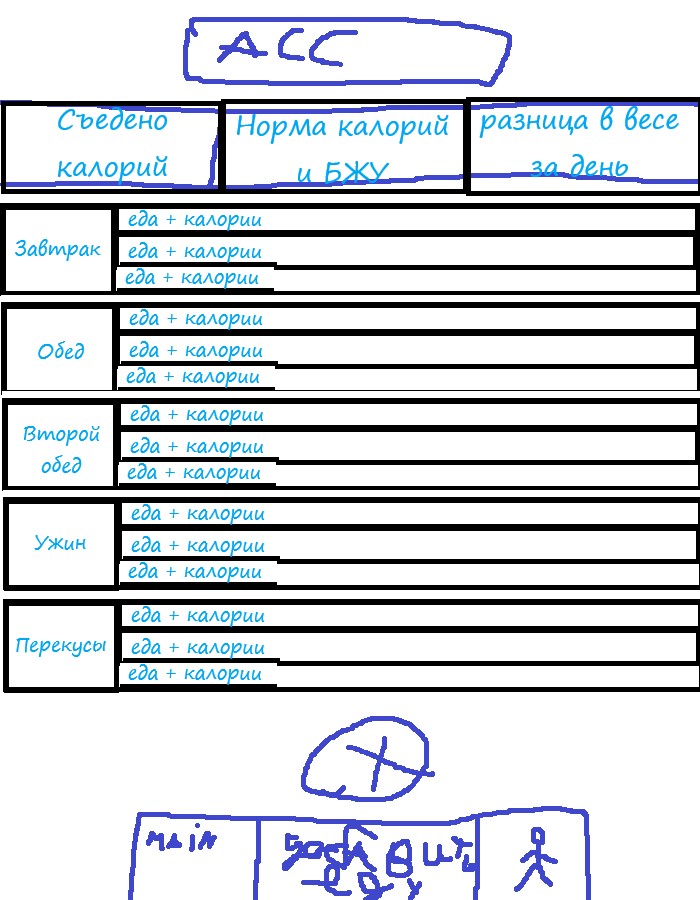 ACC
Съедено
калорий
Норма калорий
и БЖУ
разница в весе
за день
Завтрак
еда + калории
еда + калории
еда + калории
Обед
еда + калории
еда + калории
еда + калории
Второй
обед
еда + калории
еда + калории
еда + калории
Ужин
еда + калории
еда + калории
еда + калории
Перекусы
еда + калории
еда + калории
еда + калории
MAIN